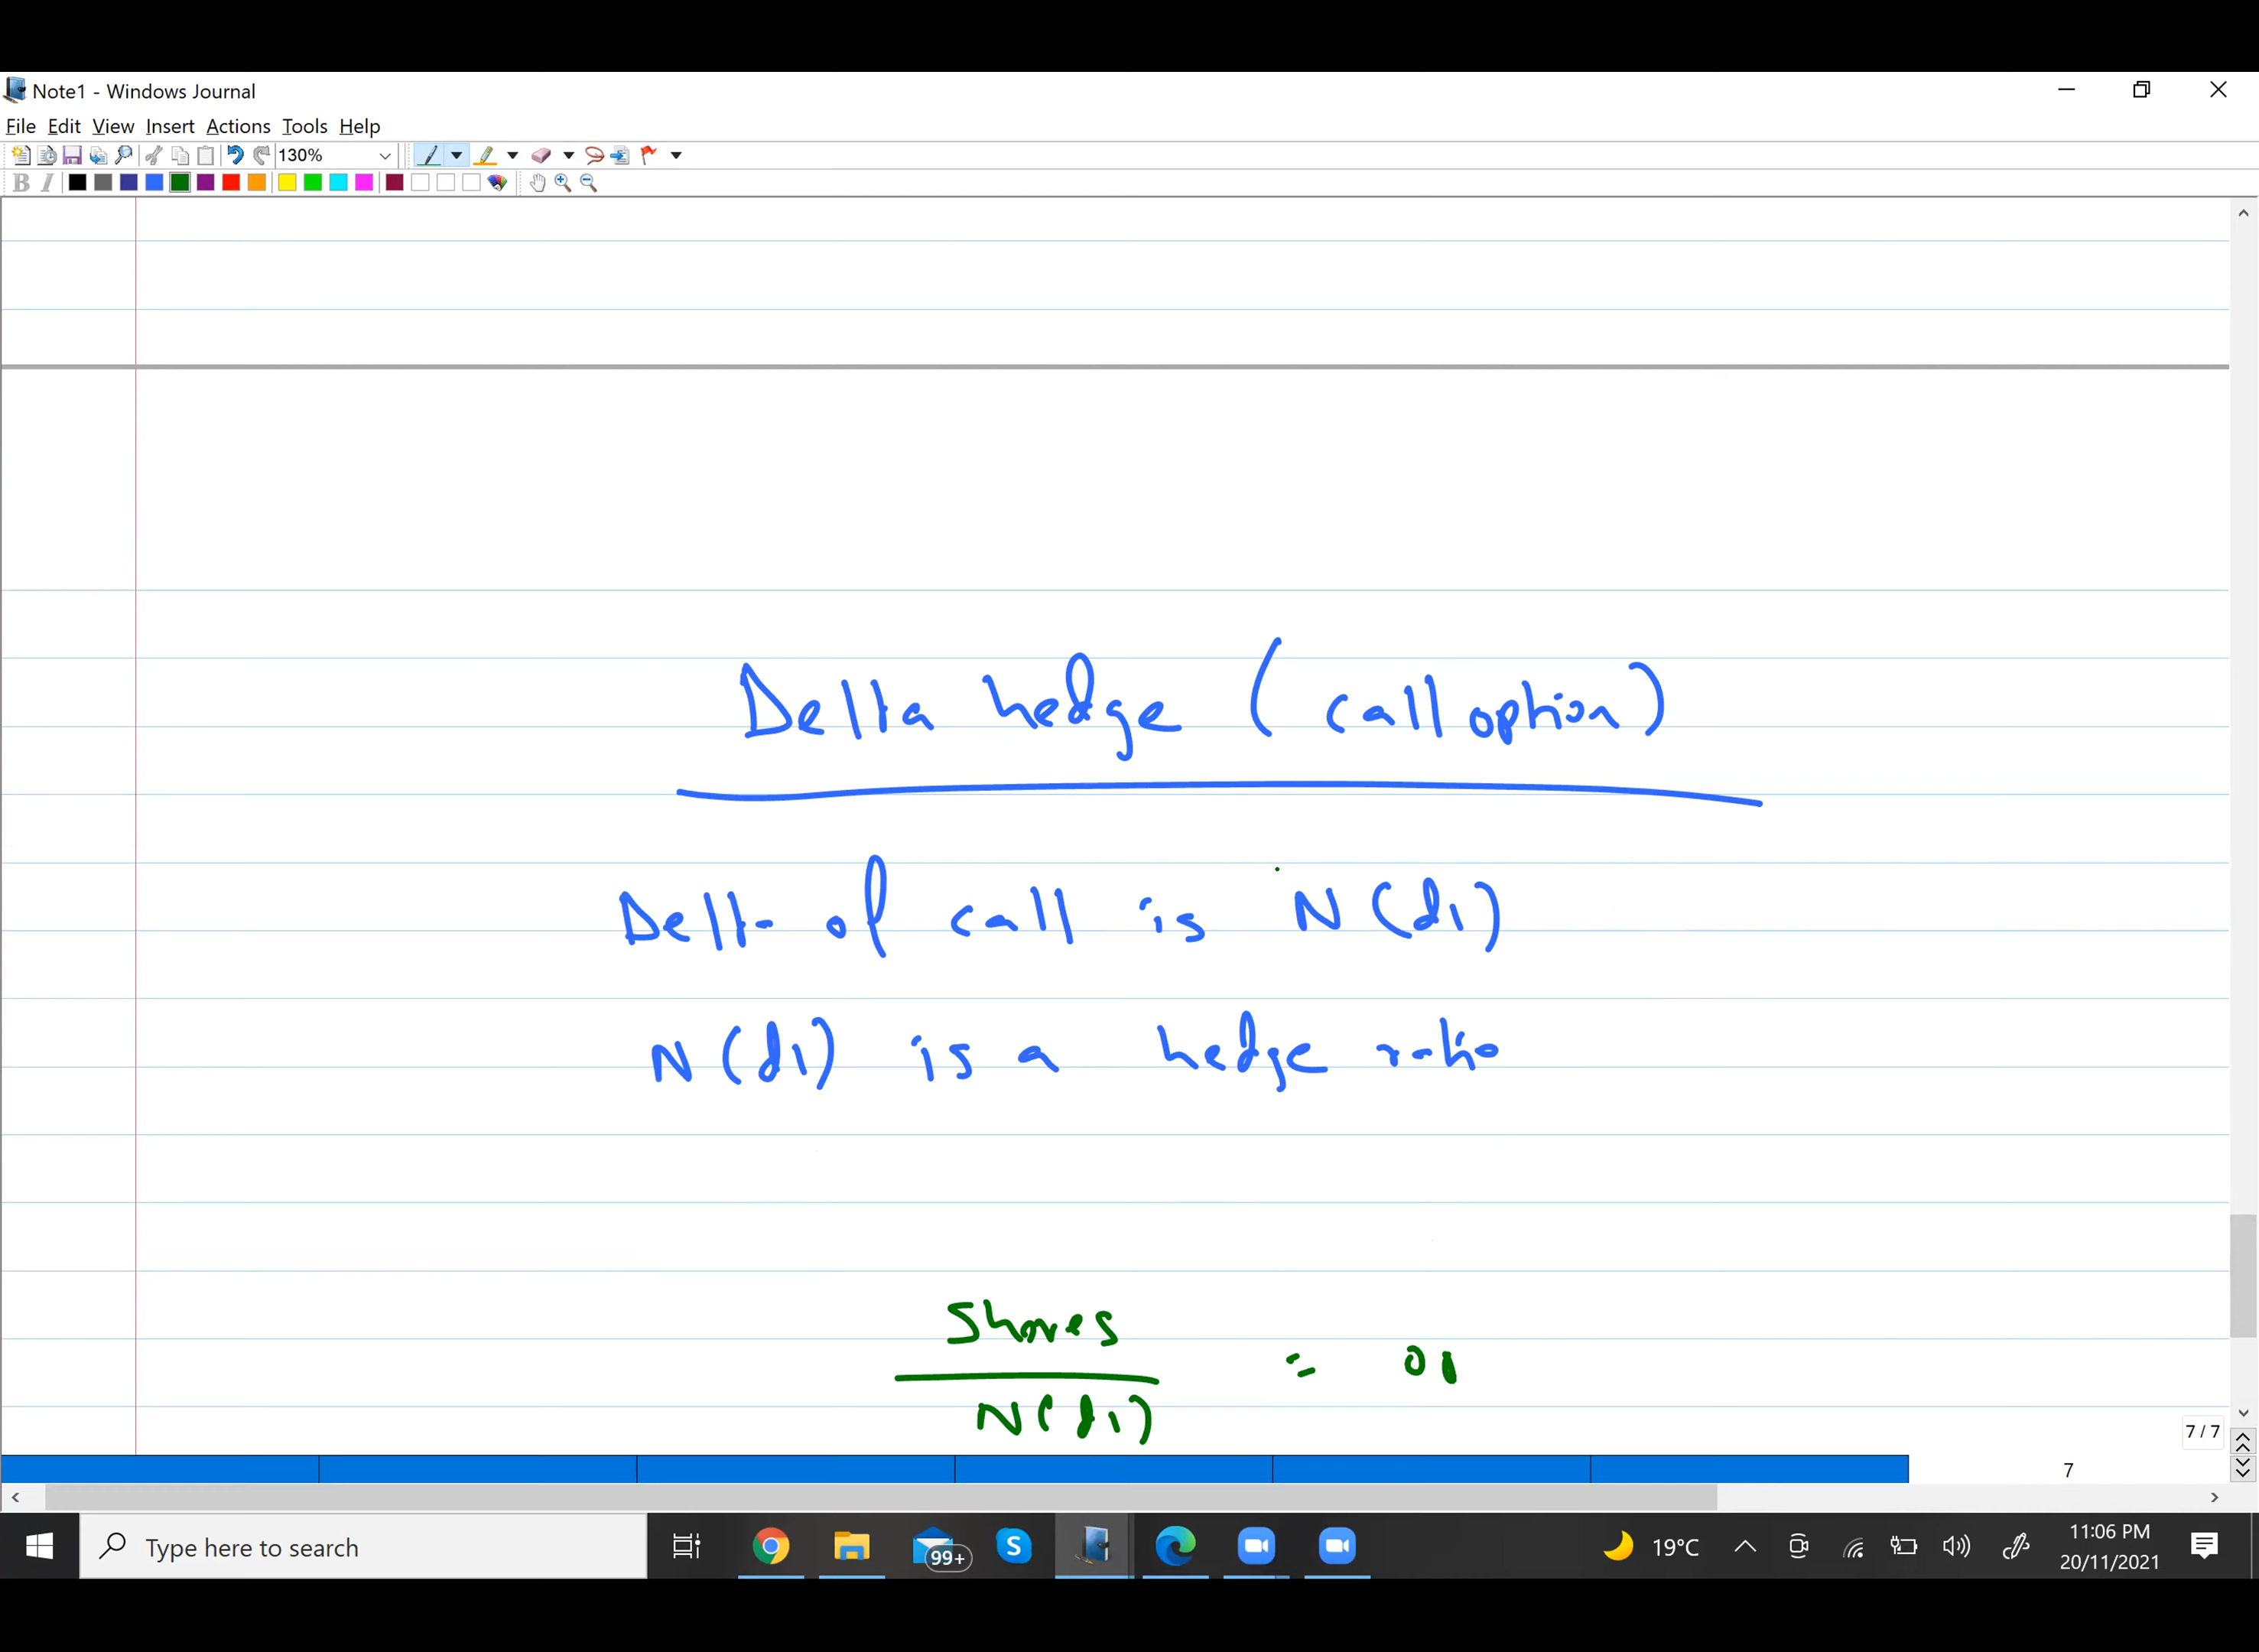 Note1 - Windows Journal
File Edit View Insert Actions Tools Help
130%
B I
Delta hedge (call option)
Delta of call is N(d1)
N(d1) is a hedge ratio
Shares
N(d1)
=
7 / 7
7
Type here to search
99+
S
19°C
11:06 PM
20/11/2021